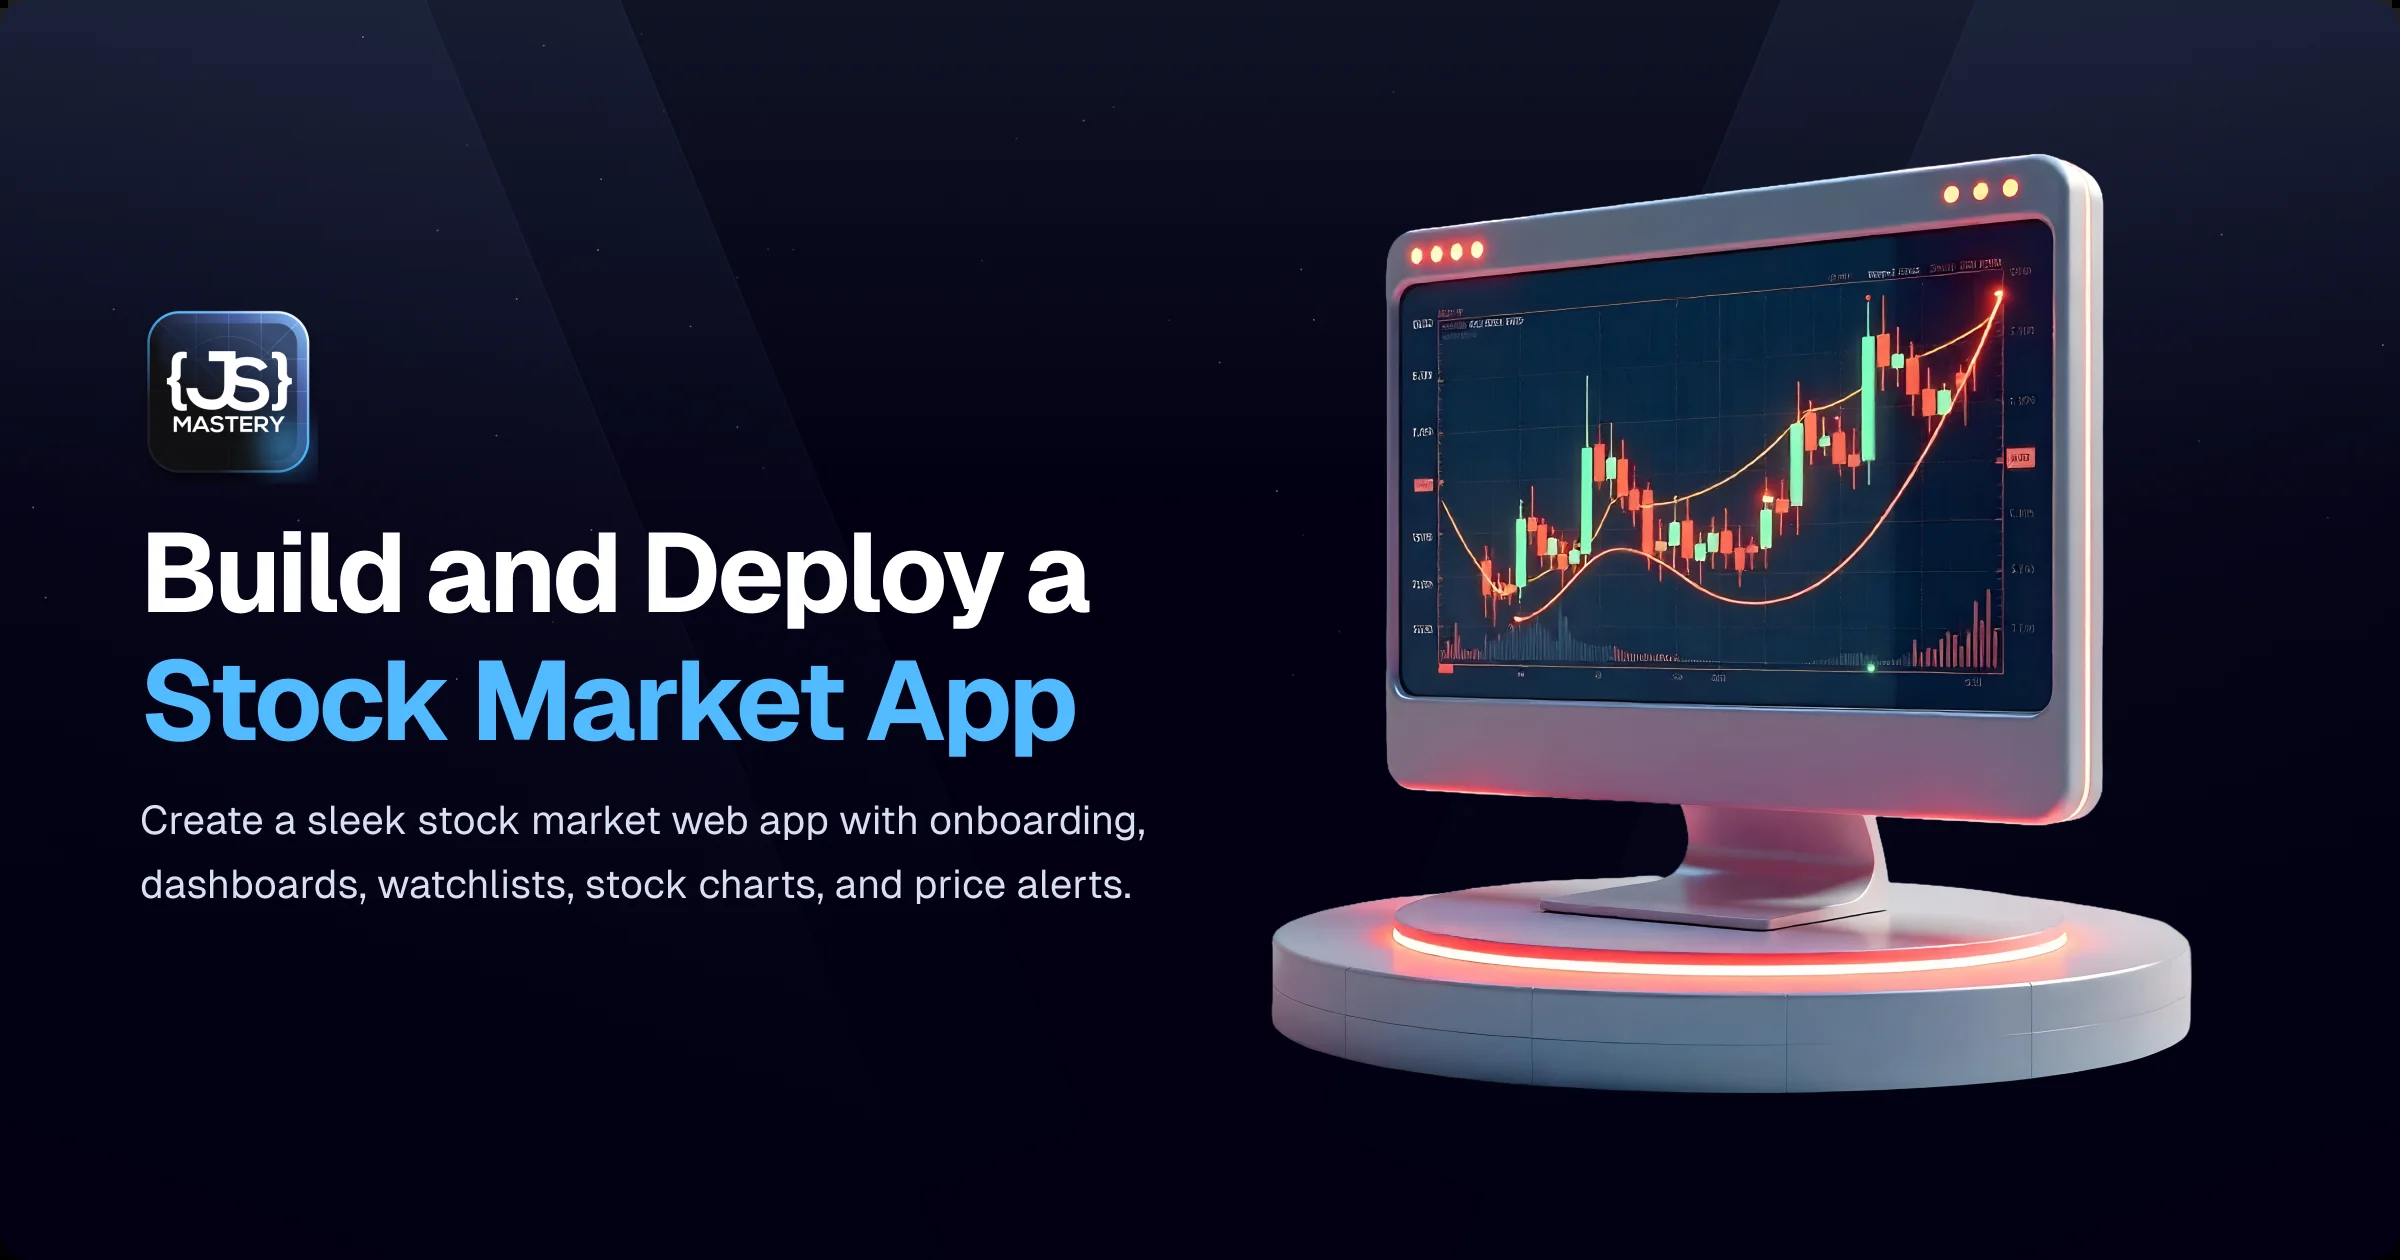 {JS}
MASTERY
Build and Deploy a
Stock Market App
Create a sleek stock market web app with onboarding,
dashboards, watchlists, stock charts, and price alerts.